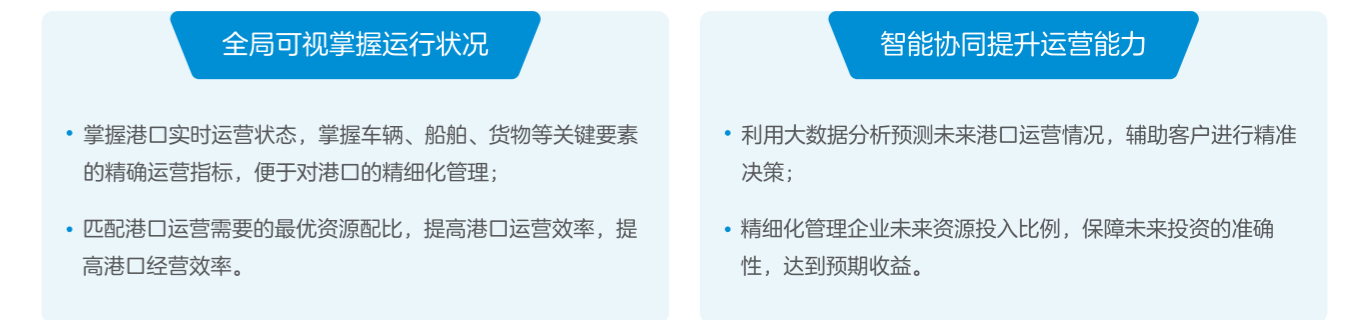 全局可视掌握运行状况
• 掌握港口实时运营状态，掌握车辆、船舶、货物等关键要素
的精确运营指标，便于对港口的精细化管理；
• 匹配港口运营需要的最优资源配比，提高港口运营效率，提
高港口经营效率。
智能协同提升运营能力
• 利用大数据分析预测未来港口运营情况，辅助客户进行精准
决策；
• 精细化管理企业未来资源投入比例，保障未来投资的准确
性，达到预期收益。